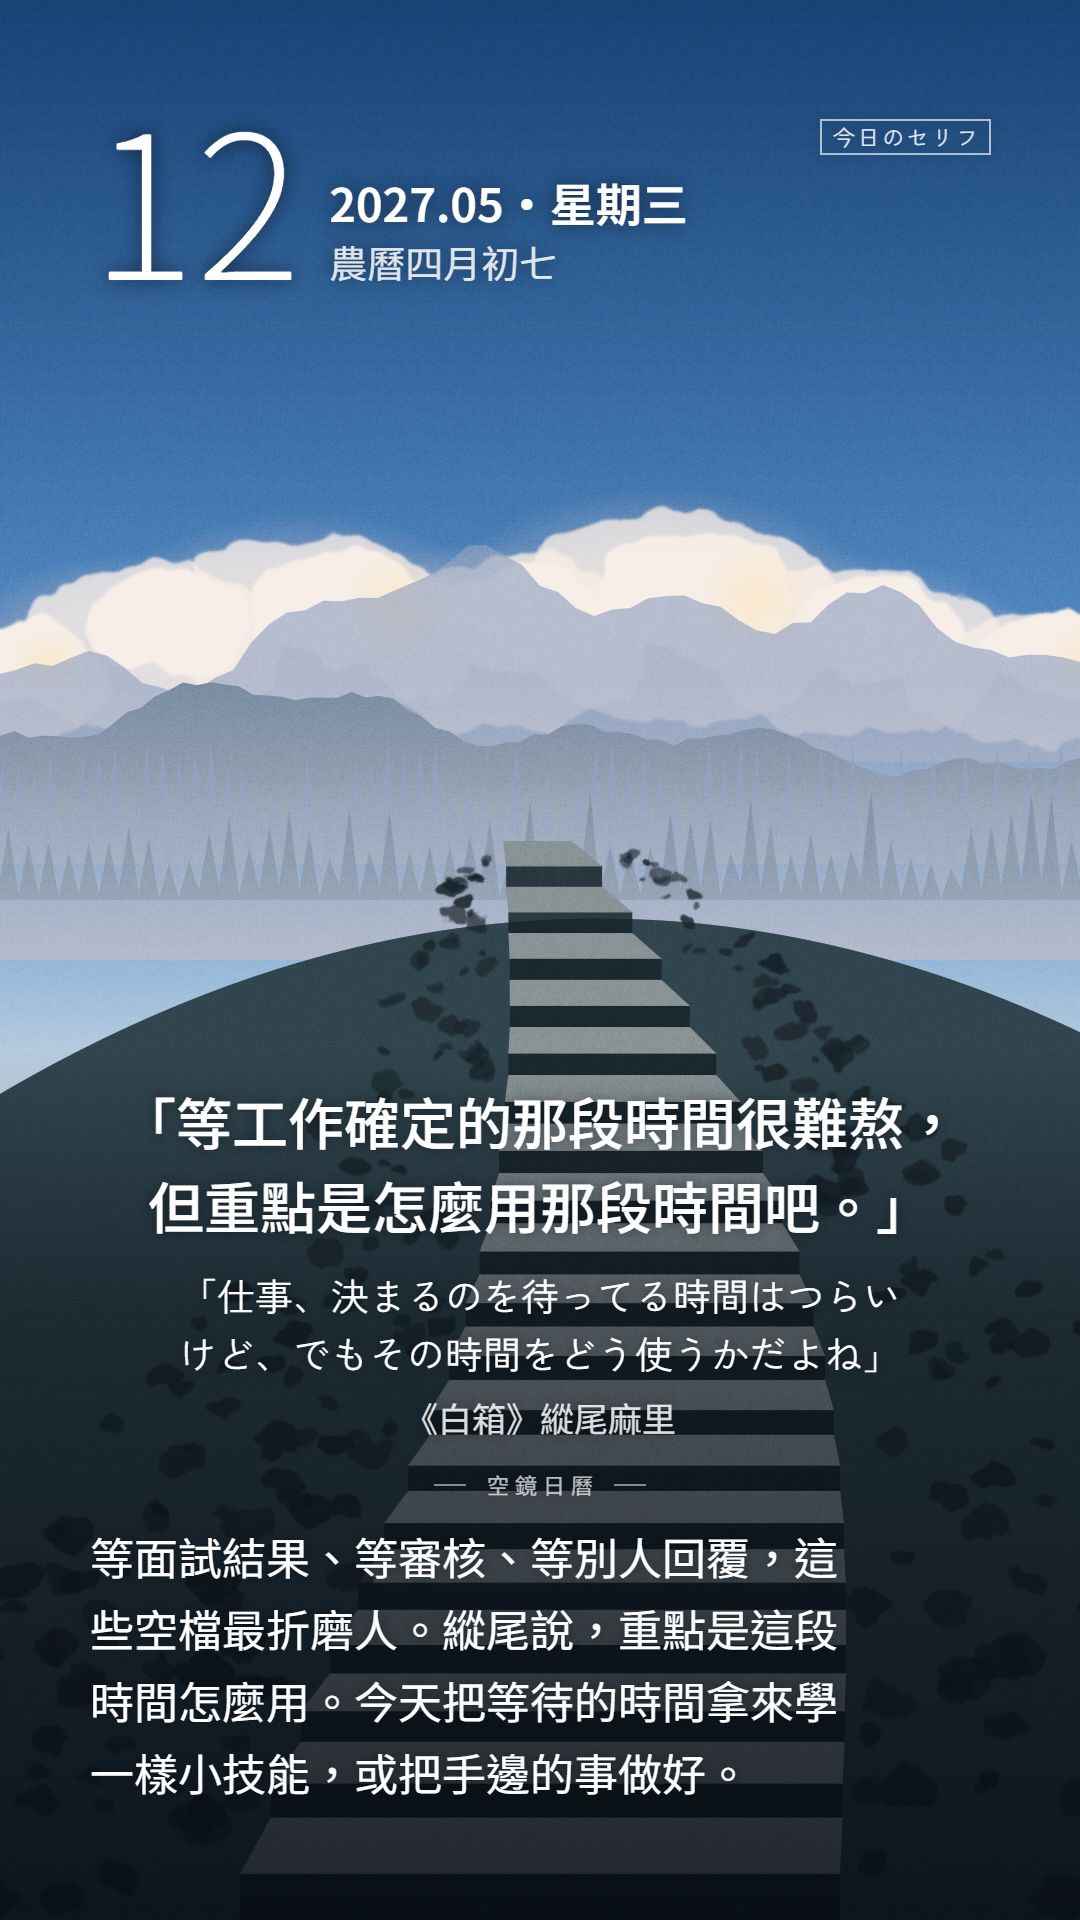 12
今日のセリフ
2027.05・星期三
農曆四月初七
「等工作確定的那段時間很難熬，
但重點是怎麼用那段時間吧。」
「仕事、決まるのを待ってる時間はつらい
けど、でもその時間をどう使うかだよね」
《白箱》縱尾麻里
空鏡日曆
等面試結果、等審核、等別人回覆，這
些空檔最折磨人。縱尾說，重點是這段
時間怎麼用。今天把等待的時間拿來學
一樣小技能，或把手邊的事做好。